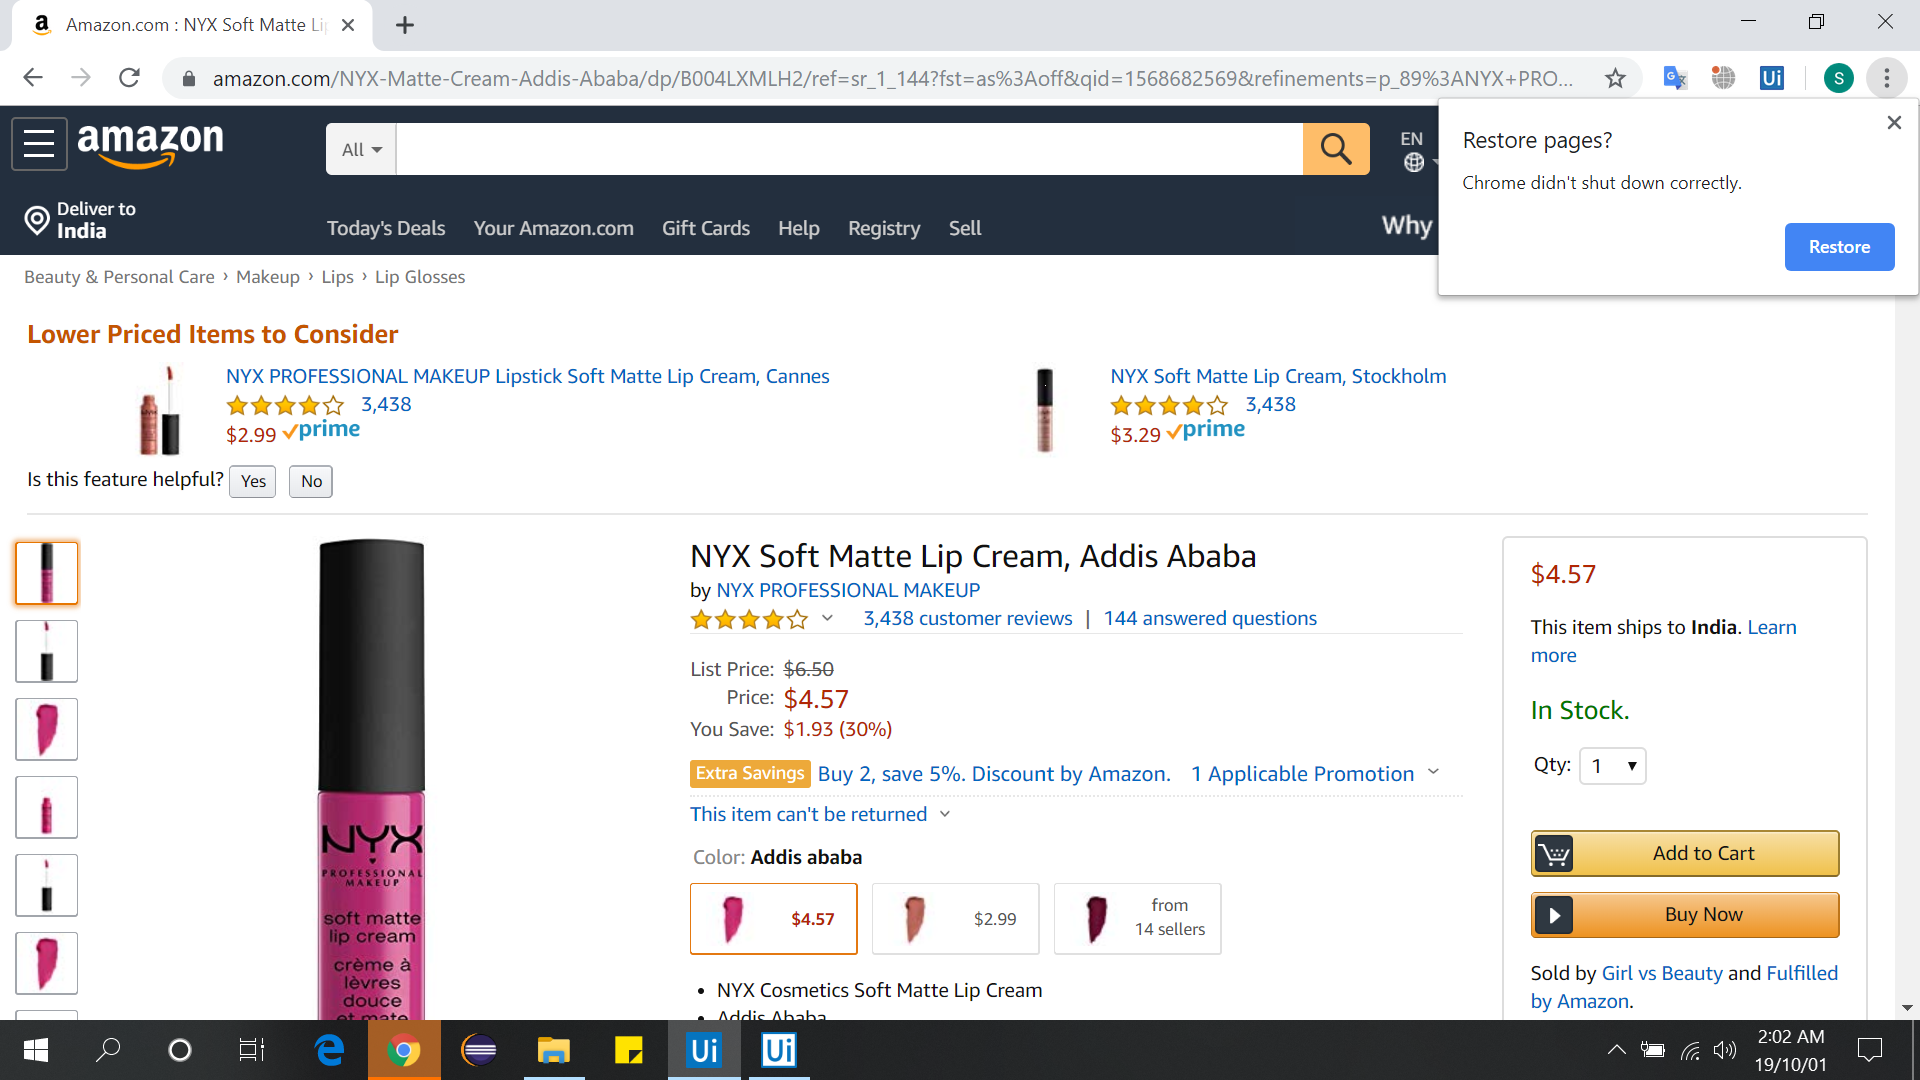 Amazon.com : NYX Soft Matte Li
amazon.com/NYX-Matte-Cream-Addis-Ababa/dp/B004LXMLH2/ref=sr_1_144?fst=as%3Aoff&qid=1568682569&refinements=p_89%3ANYX+PRO...
Ui
S
Restore pages?
Chrome didn't shut down correctly.
Restore
amazon
All
EN
Deliver to
India
Today's Deals
Your Amazon.com
Gift Cards
Help
Registry
Sell
Why
Beauty & Personal Care › Makeup › Lips › Lip Glosses
Lower Priced Items to Consider
NYX PROFESSIONAL MAKEUP Lipstick Soft Matte Lip Cream, Cannes
3,438
$2.99 prime
NYX Soft Matte Lip Cream, Stockholm
3,438
$3.29 prime
Is this feature helpful? Yes No
NYX
PROFESSIONAL
MAKEUP
soft matte
lip cream
crème à
lèvres
douce
et mate
NYX Soft Matte Lip Cream, Addis Ababa
by NYX PROFESSIONAL MAKEUP
3,438 customer reviews | 144 answered questions
List Price: $6.50
Price: $4.57
You Save: $1.93 (30%)
Extra Savings Buy 2, save 5%. Discount by Amazon. 1 Applicable Promotion
This item can't be returned
Color: Addis ababa
$4.57
$2.99
from
14 sellers
• NYX Cosmetics Soft Matte Lip Cream
• Addis Ababa
$4.57
This item ships to India. Learn
more
In Stock.
Qty: 1
Add to Cart
Buy Now
Sold by Girl vs Beauty and Fulfilled
by Amazon.
Ui
Ui
2:02 AM
19/10/01